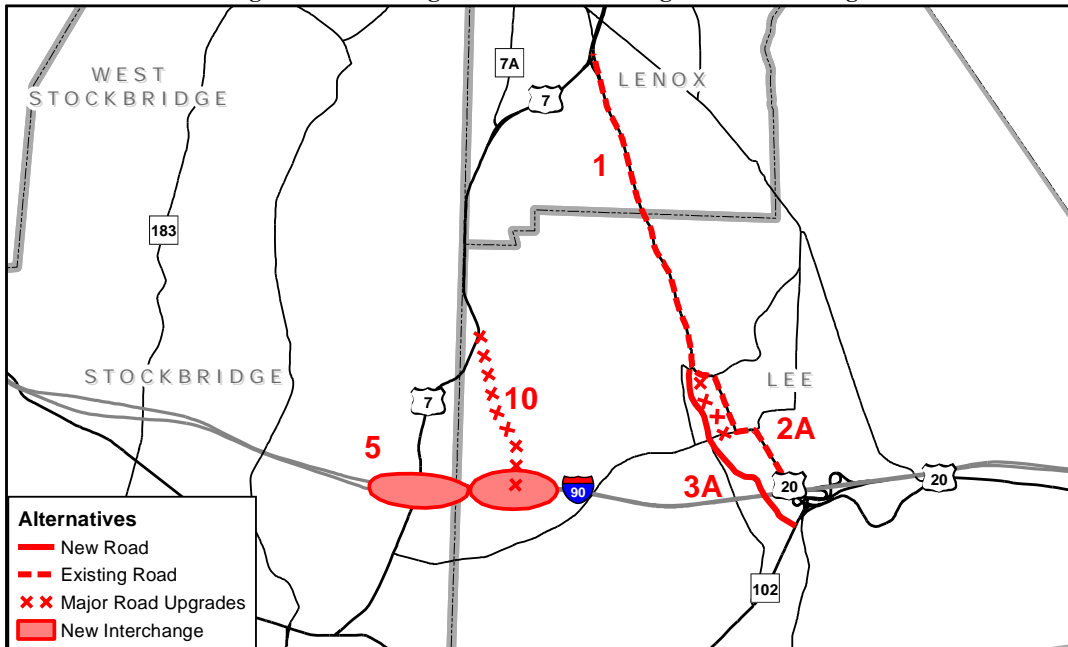 WEST
STOCKBRIDGE
7A
7
LENOX
1
183
STOCKBRIDGE
7
10
LEE
2A
5
3A
90
20
20
102
Alternatives
New Road
Existing Road
Major Road Upgrades
New Interchange